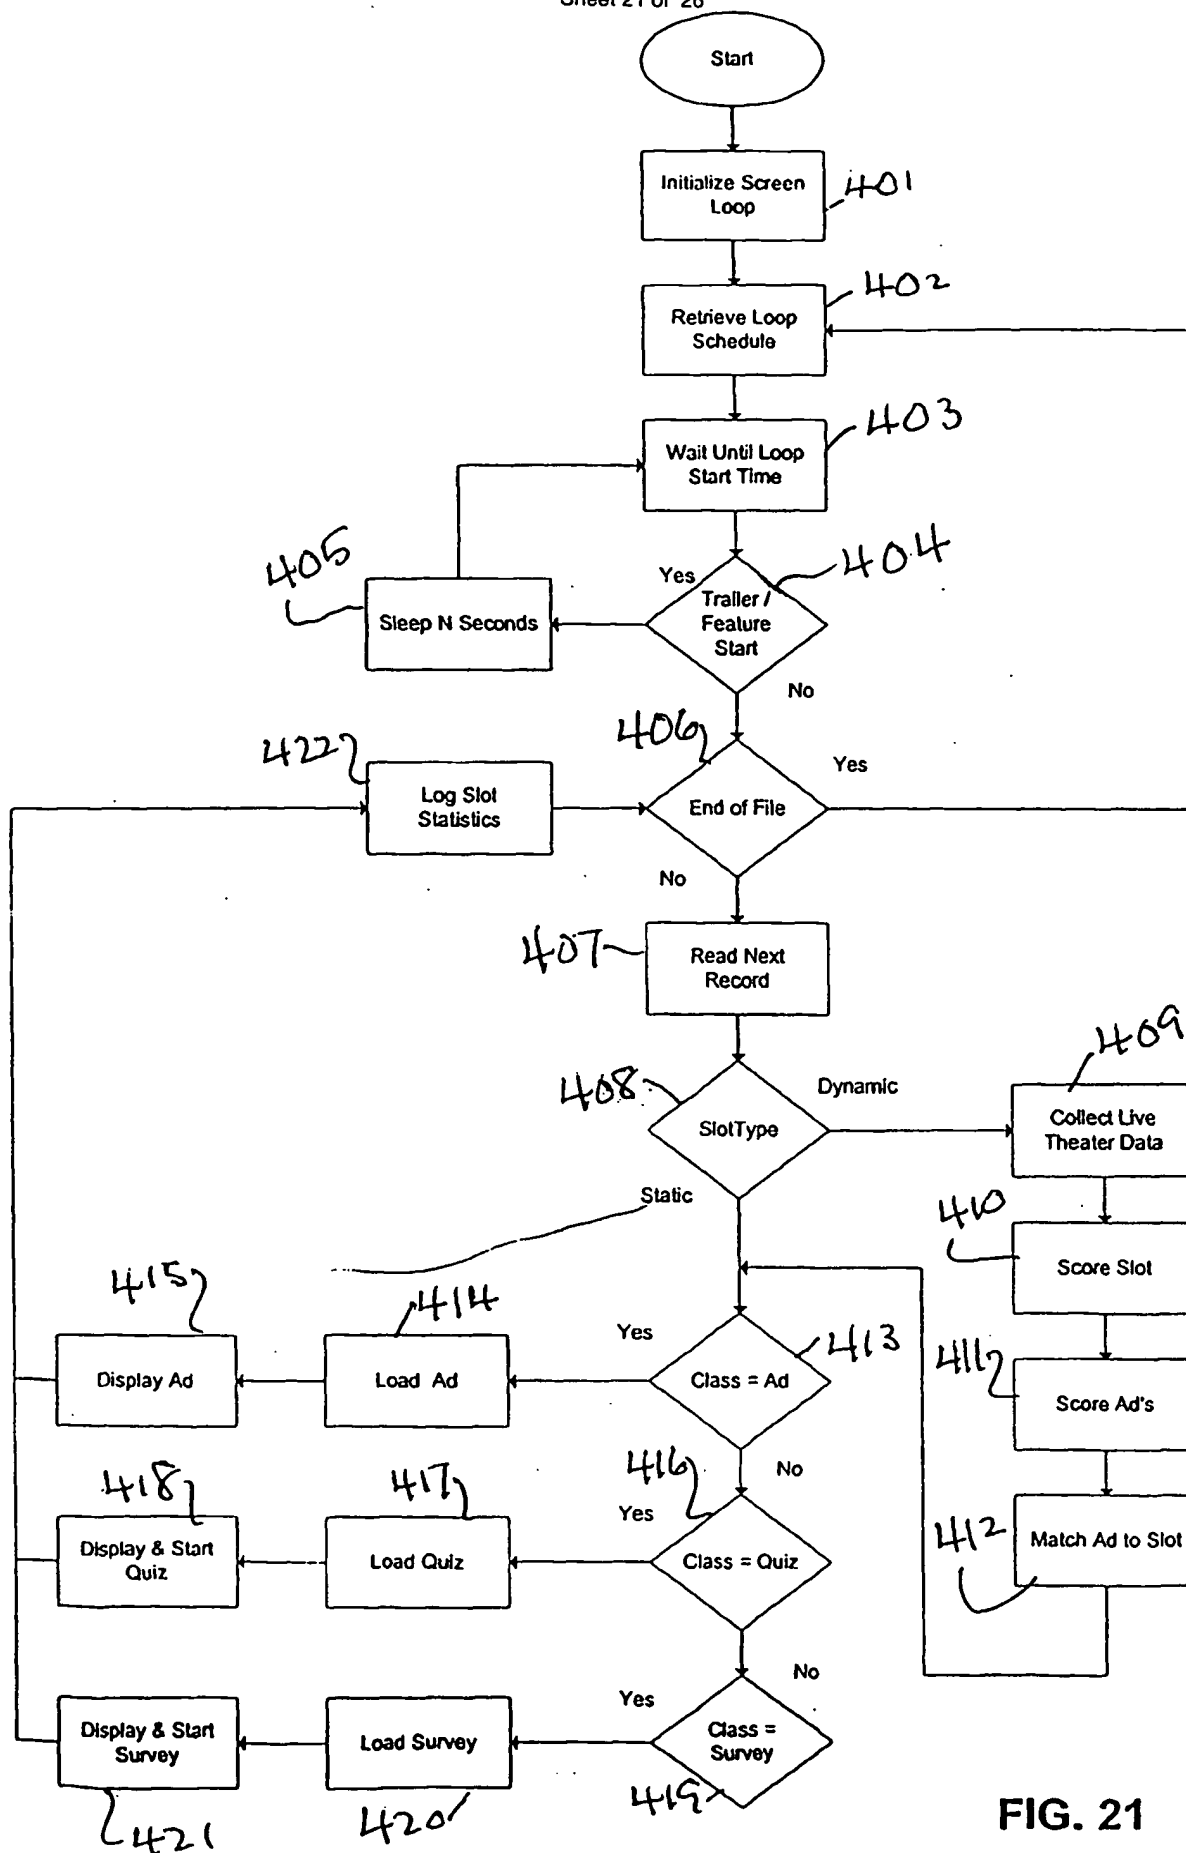 Sheet 21 of 26
Start
Initialize Screen
Loop
401
Retrieve Loop
Schedule
402
Wait Until Loop
Start Time
403
405
Sleep N Seconds
Yes
Trailer /
Feature
Start
404
No
422
Log Slot
Statistics
406
End of File
Yes
No
407
Read Next
Record
408
SlotType
Dynamic
409
Collect Live
Theater Data
Static
410
Score Slot
415
414
Yes
Class = Ad
413
Display Ad
Load Ad
411
Score Ad's
No
418
417
416
Yes
Display & Start
Quiz
Load Quiz
Class = Quiz
412
Match Ad to Slot
No
Yes
Display & Start
Survey
Load Survey
Class =
Survey
419
421
420
FIG. 21